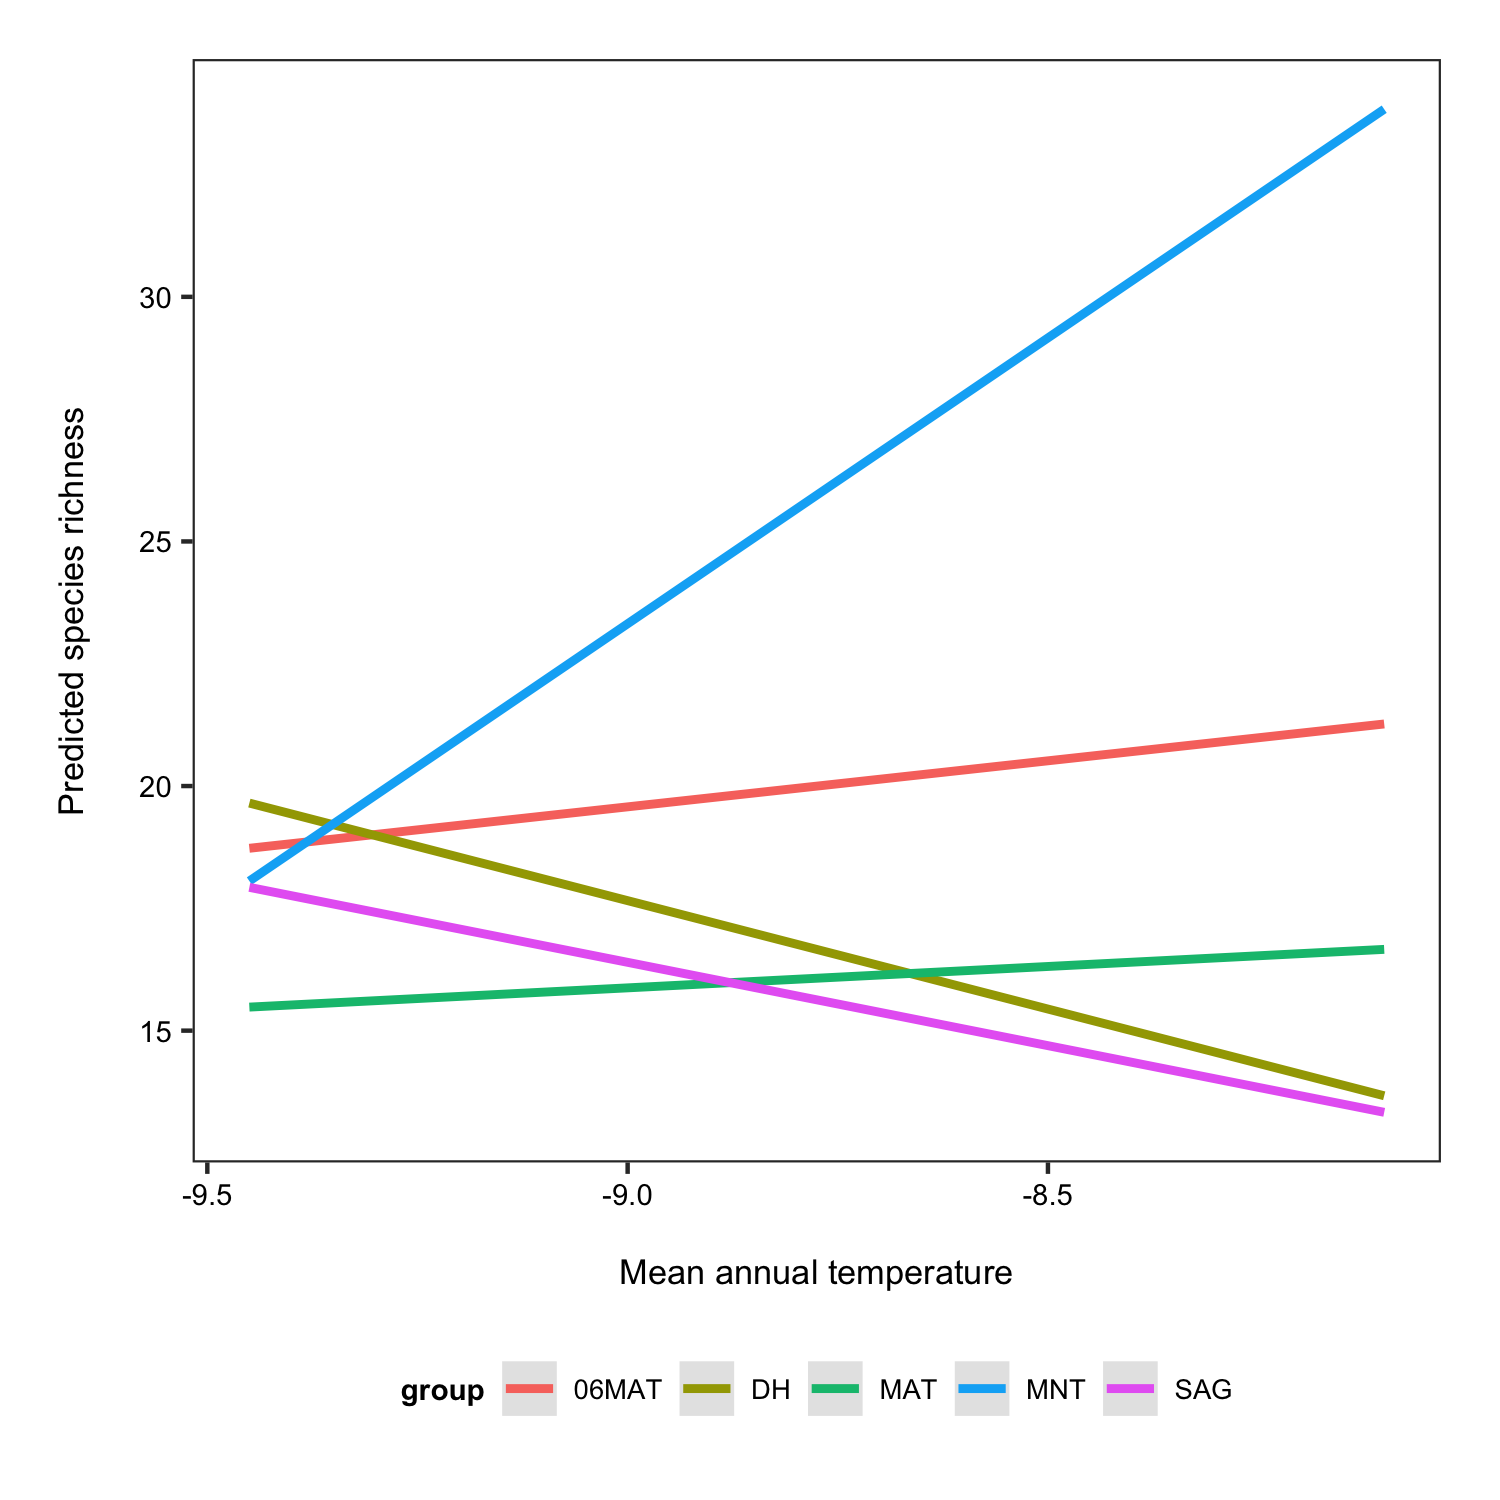 Predicted species richness
30
25
20
15
-9.5 -9.0 -8.5
Mean annual temperature
group 06MAT DH MAT MNT SAG